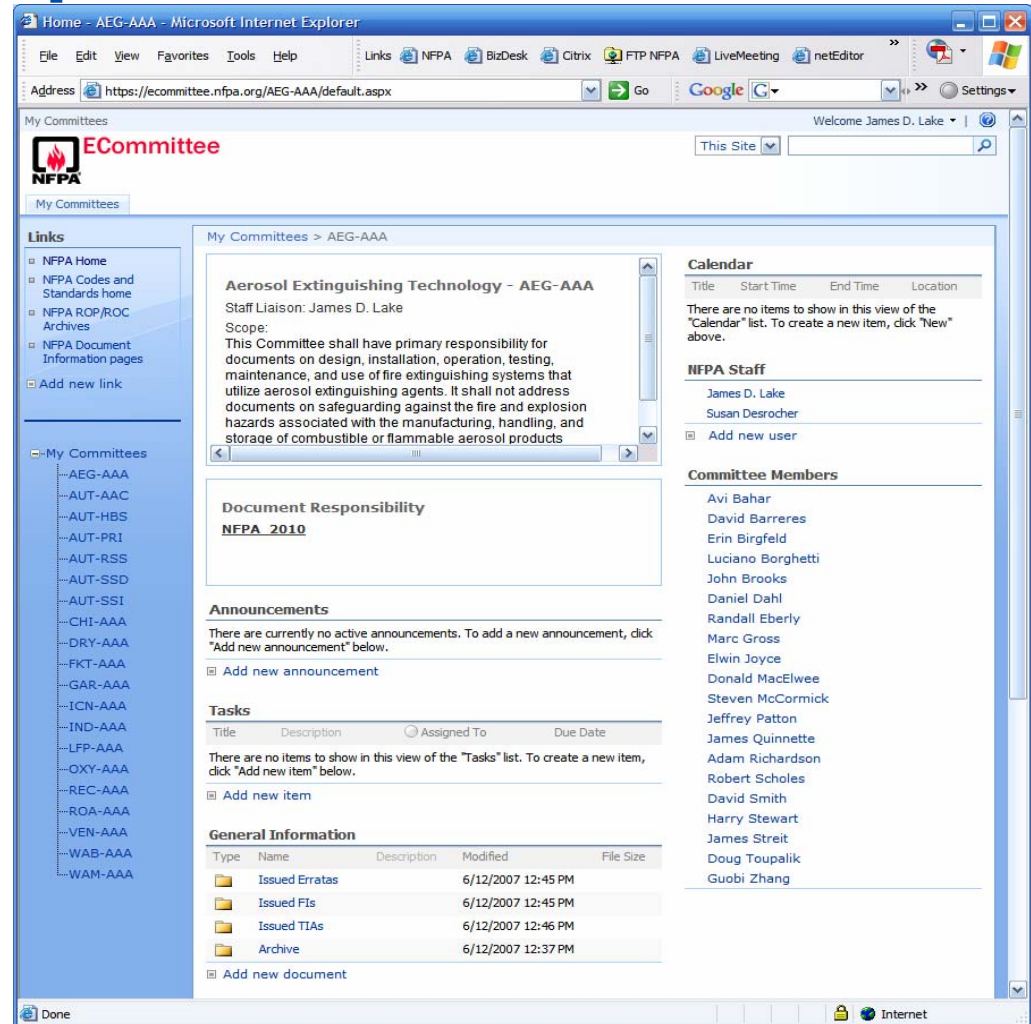 Home - AEG-AAA - Microsoft Internet Explorer
File Edit View Favorites Tools Help Links NFPA BizDesk Citrix FTP NFPA LiveMeeting netEditor »
Address https://ecommittee.nfpa.org/AEG-AAA/default.aspx Go Google G » Settings
My Committees Welcome James D. Lake |
NFPA
ECommittee
This Site
My Committees
Links
NFPA Home
NFPA Codes and
Standards home
NFPA ROP/ROC
Archives
NFPA Document
Information pages
Add new link
My Committees
AEG-AAA
AUT-AAC
AUT-HBS
AUT-PRI
AUT-RSS
AUT-SSD
AUT-SSI
CHI-AAA
DRY-AAA
FKT-AAA
GAR-AAA
ICN-AAA
IND-AAA
LFP-AAA
OXY-AAA
REC-AAA
ROA-AAA
VEN-AAA
WAB-AAA
WAM-AAA
My Committees > AEG-AAA
Aerosol Extinguishing Technology - AEG-AAA
Staff Liaison: James D. Lake
Scope:
This Committee shall have primary responsibility for
documents on design, installation, operation, testing,
maintenance, and use of fire extinguishing systems that
utilize aerosol extinguishing agents. It shall not address
documents on safeguarding against the fire and explosion
hazards associated with the manufacturing, handling, and
storage of combustible or flammable aerosol products
Document Responsibility
NFPA 2010
Announcements
There are currently no active announcements. To add a new announcement, click
"Add new announcement" below.
Add new announcement
Tasks
Title Description Assigned To Due Date
There are no items to show in this view of the "Tasks" list. To create a new item,
click "Add new item" below.
Add new item
General Information
Type Name Description Modified File Size
Issued Erratas 6/12/2007 12:45 PM
Issued FIs 6/12/2007 12:45 PM
Issued TIAs 6/12/2007 12:46 PM
Archive 6/12/2007 12:37 PM
Add new document
Calendar
Title Start Time End Time Location
There are no items to show in this view of the
"Calendar" list. To create a new item, click "New"
above.
NFPA Staff
James D. Lake
Susan Desrocher
Add new user
Committee Members
Avi Bahar
David Barreres
Erin Birgfeld
Luciano Borghetti
John Brooks
Daniel Dahl
Randall Eberly
Marc Gross
Elwin Joyce
Donald MacElwee
Steven McCormick
Jeffrey Patton
James Quinnette
Adam Richardson
Robert Scholes
David Smith
Harry Stewart
James Streit
Doug Toupalik
Guobi Zhang
Done Internet